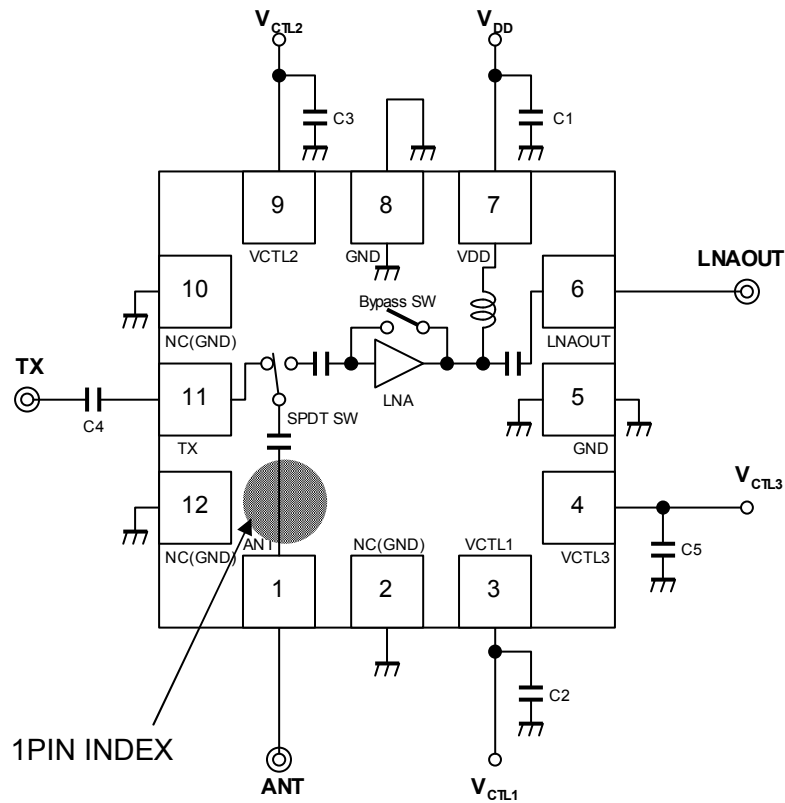 VCTL2
VDD
C3
C1
9
8
7
VCTL2
GND
VDD
LNAOUT
10
Bypass SW
6
NC(GND)
LNAOUT
TX
11
LNA
5
C4
SPDT SW
GND
TX
VCTL3
12
4
NC(GND)
ANT
NC(GND)
VCTL1
VCTL3
C5
1
2
3
C2
1PIN INDEX
ANT
VCTL1